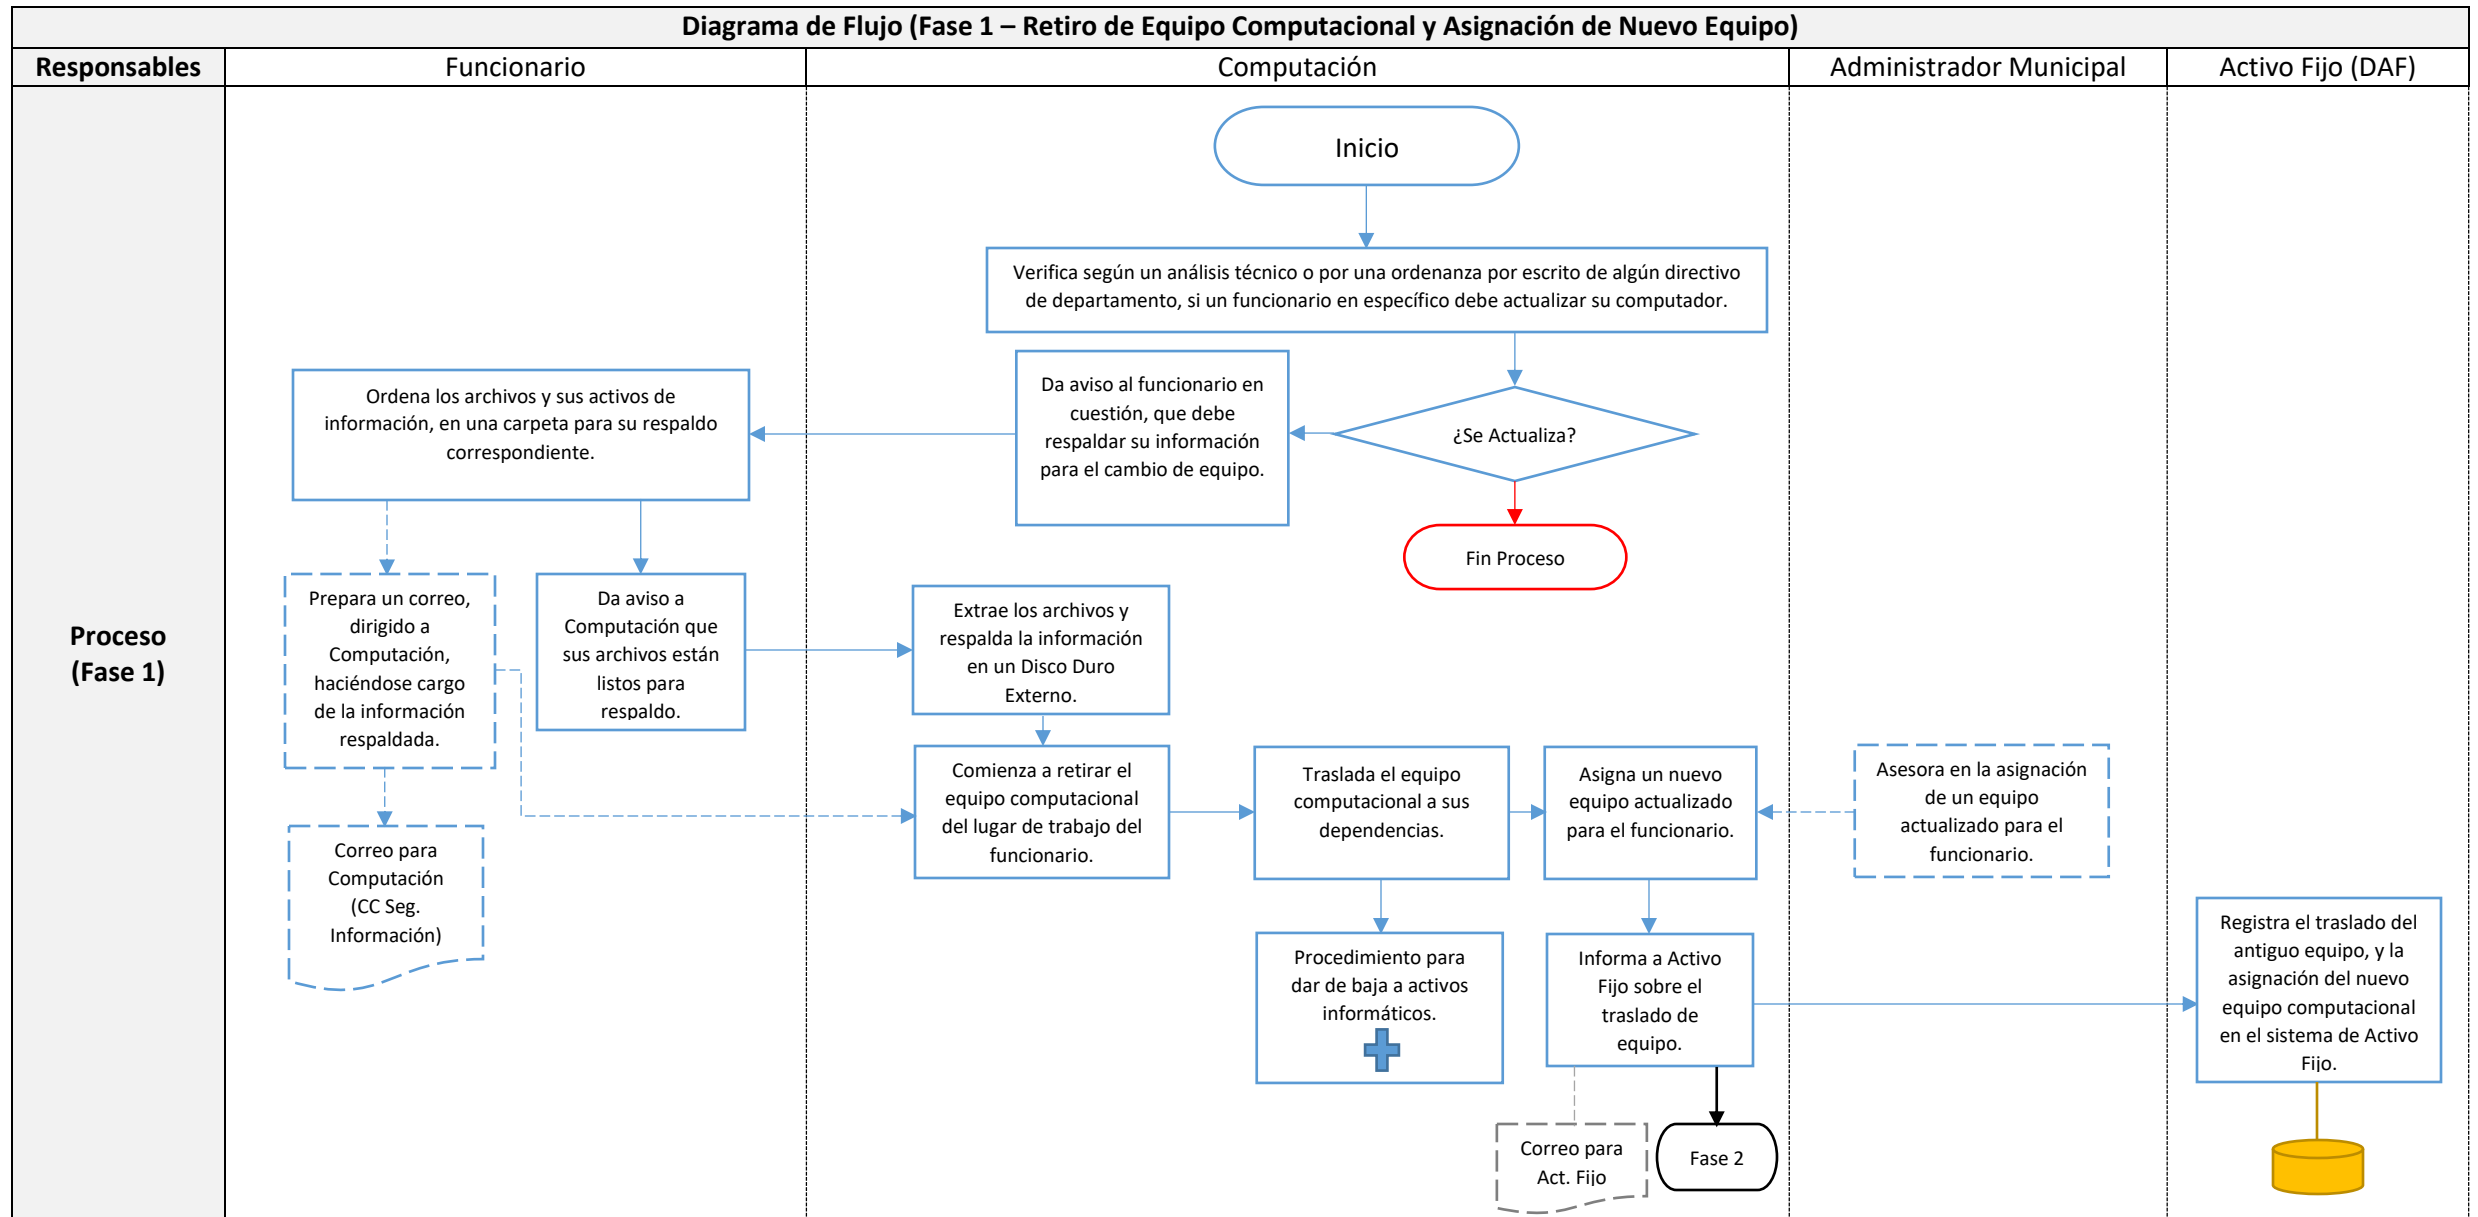 Diagrama de Flujo (Fase 1 – Retiro de Equipo Computacional y Asignación de Nuevo Equipo)
Responsables
Funcionario
Computación
Administrador Municipal
Activo Fijo (DAF)
Proceso
(Fase 1)
Inicio
Verifica según un análisis técnico o por una ordenanza por escrito de algún directivo
de departamento, si un funcionario en específico debe actualizar su computador.
¿Se Actualiza?
Fin Proceso
Da aviso al funcionario en
cuestión, que debe
respaldar su información
para el cambio de equipo.
Ordena los archivos y sus activos de
información, en una carpeta para su respaldo
correspondiente.
Prepara un correo,
dirigido a
Computación,
haciéndose cargo
de la información
respaldada.
Da aviso a
Computación que
sus archivos están
listos para
respaldo.
Correo para
Computación
(CC Seg.
Información)
Extrae los archivos y
respalda la información
en un Disco Duro
Externo.
Comienza a retirar el
equipo computacional
del lugar de trabajo del
funcionario.
Traslada el equipo
computacional a sus
dependencias.
Asigna un nuevo
equipo actualizado
para el funcionario.
Asesora en la asignación
de un equipo
actualizado para el
funcionario.
Procedimiento para
dar de baja a activos
informáticos.
Informa a Activo
Fijo sobre el
traslado de
equipo.
Registra el traslado del
antiguo equipo, y la
asignación del nuevo
equipo computacional
en el sistema de Activo
Fijo.
Correo para
Act. Fijo
Fase 2